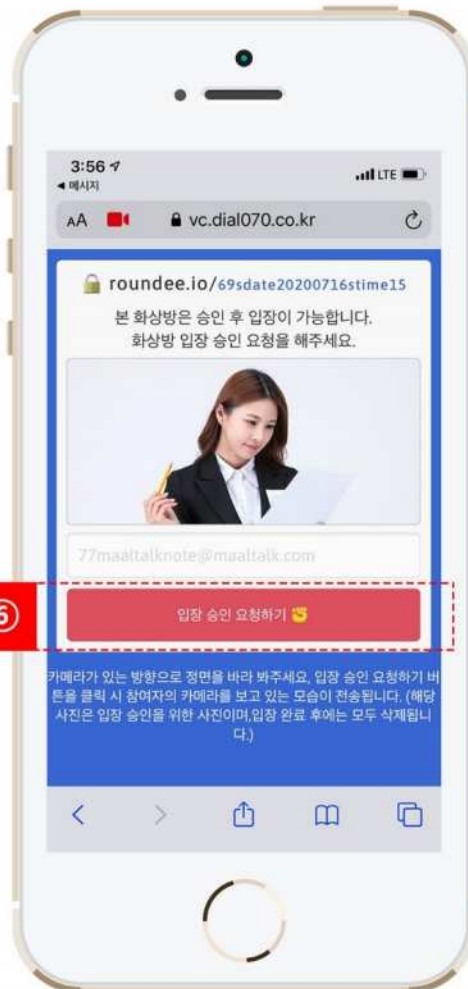 3:56
◀ 메시지
LTE
AA
vc.dial070.co.kr
roundee.io/69sdate20200716stime15
본 화상방은 승인 후 입장이 가능합니다.
화상방 입장 승인 요청을 해주세요.
77maaltalknote@maaltalk.com
⑥
입장 승인 요청하기 ✊
카메라가 있는 방향으로 정면을 바라 봐주세요, 입장 승인 요청하기 버
튼을 클릭 시 참여자의 카메라를 보고 있는 모습이 전송됩니다. (해당
사진은 입장 승인을 위한 사진이며,입장 완료 후에는 모두 삭제됩니
다.)